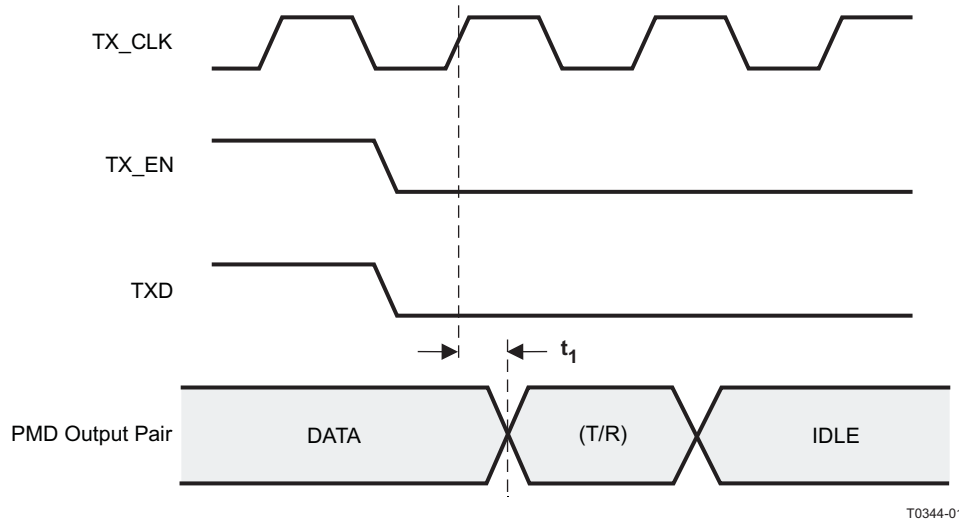 TX_CLK
TX_EN
TXD
t1
PMD Output Pair
DATA
(T/R)
IDLE
T0344-01